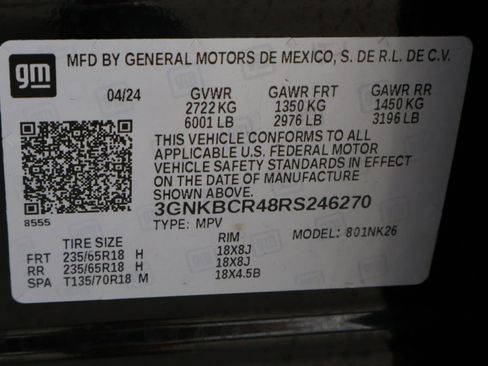 gm
MFD BY GENERAL MOTORS DE MEXICO, S. DE R.L. DE C.V.
04/24 GVWR GAWR FRT GAWR RR
2722 KG 1350 KG 1450 KG
6001 LB 2976 LB 3196 LB
THIS VEHICLE CONFORMS TO ALL
APPLICABLE U.S. FEDERAL MOTOR
VEHICLE SAFETY STANDARDS IN EFFECT
ON THE DATE OF MANUFACTURE
SHOWN ABOVE.
8555
3GNKBCR48RS246270
TYPE: MPV MODEL: 801NK26
TIRE SIZE RIM
FRT 235/65R18 H 18X8J
RR 235/65R18 H 18X8J
SPA T135/70R18 M 18X4.5B